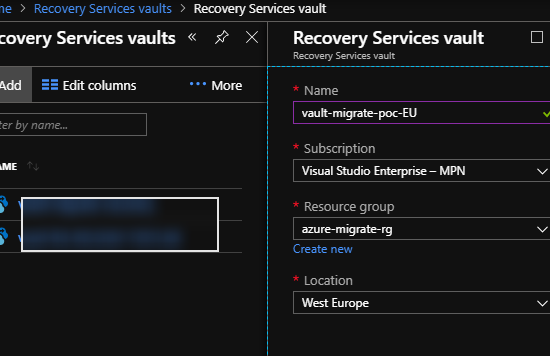 me > Recovery Services vaults > Recovery Services vault
covery Services vaults
Add
Edit columns
More
ter by name...
AME
Recovery Services vault
Recovery Services vault
* Name
vault-migrate-poc-EU
* Subscription
Visual Studio Enterprise – MPN
* Resource group
azure-migrate-rg
Create new
* Location
West Europe